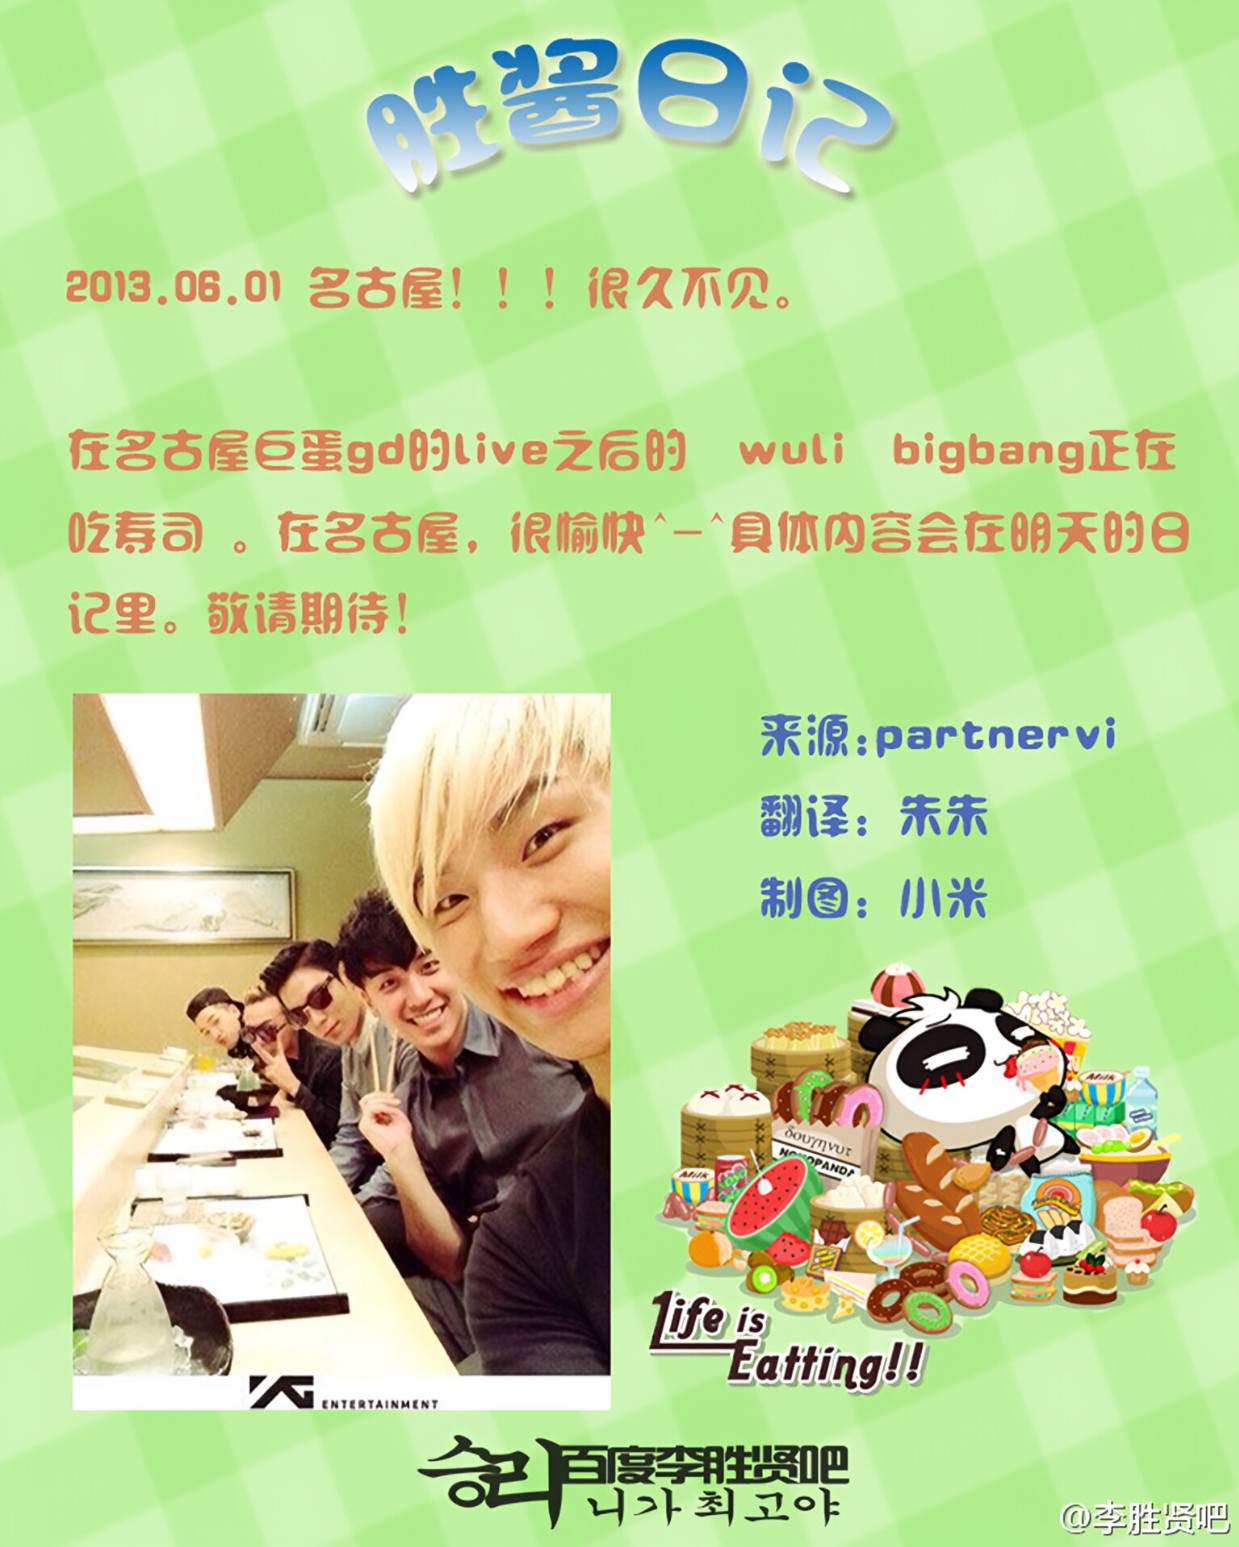 胜酱日记
2013.06.01 名古屋！！！很久不见。
在名古屋巨蛋gd的live之后的 wuli bigbang正在
吃寿司 。在名古屋，很愉快^-^具体内容会在明天的日
记里。敬请期待！
来源:partnervi
翻译：朱朱
制图：小米
Milk
δουγηνυτ
NONOPANDA
Milk
Life is
Eatting!!
YG ENTERTAINMENT
승리百度李胜贤吧
니가 최고야
@李胜贤吧